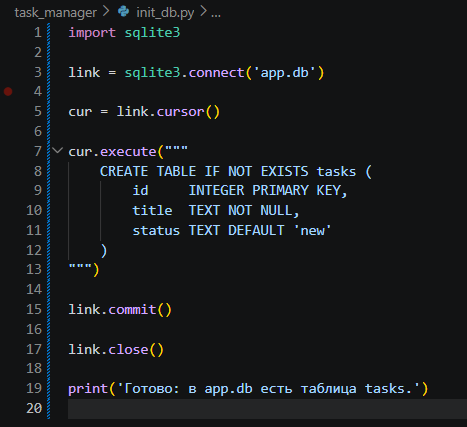 task_manager > init_db.py > ...
1 import sqlite3
2
3 link = sqlite3.connect('app.db')
4
5 cur = link.cursor()
6
7 cur.execute("""
8     CREATE TABLE IF NOT EXISTS tasks (
9         id     INTEGER PRIMARY KEY,
10         title  TEXT NOT NULL,
11         status TEXT DEFAULT 'new'
12     )
13 """)
14
15 link.commit()
16
17 link.close()
18
19 print('Готово: в app.db есть таблица tasks.')
20